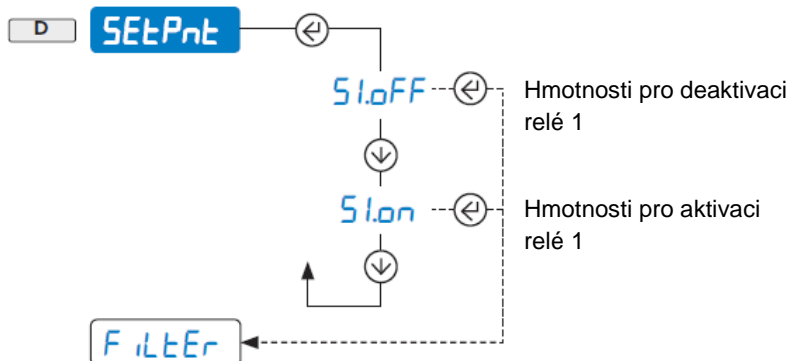 D SEtPnt
S1.oFF Hmotnosti pro deaktivaci
relé 1
S1.on Hmotnosti pro aktivaci
relé 1
FiLtEr